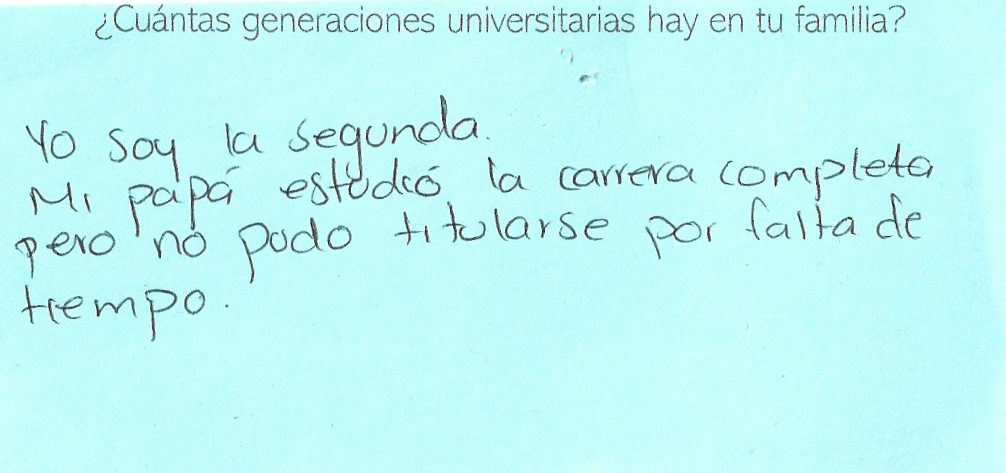 ¿Cuántas generaciones universitarias hay en tu familia?
Yo soy la segunda.
Mi papá estudió la carrera completa
pero no pudo titularse por falta de
tiempo.